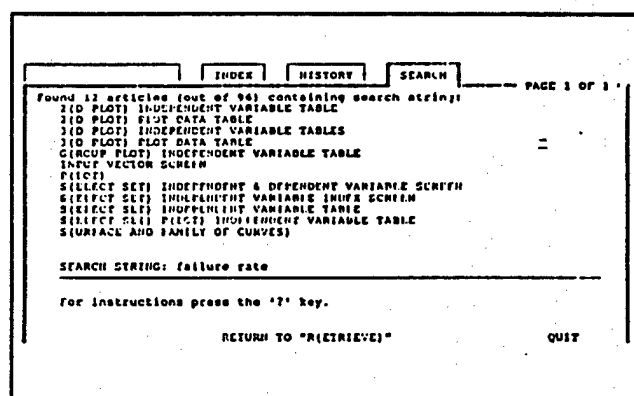 INDEX HISTORY SEARCH
PAGE 1 OF 1
Found 12 articles (out of 96) containing search string:
2(D PLOT) INDEPENDENT VARIABLE TABLE
2(D PLOT) PLOT DATA TABLE
3(D PLOT) INDEPENDENT VARIABLE TABLES
3(D PLOT) PLOT DATA TABLE
G(ROUP PLOT) INDEPENDENT VARIABLE TABLE
INPUT VECTOR SCREEN
P(LOT)
S(ELECT SET) INDEPENDENT & DEPENDENT VARIABLE SCREEN
S(ELECT SET) INDEPENDENT VARIABLE INDEX SCREEN
S(ELECT SET) INDEPENDENT VARIABLE TABLE
S(ELECT SET) P(LOT) INDEPENDENT VARIABLE TABLE
S(URFACE AND FAMILY OF CURVES)
SEARCH STRING: failure rate
For instructions press the '?' key.
RETURN TO "R(ETRIEVE)" QUIT